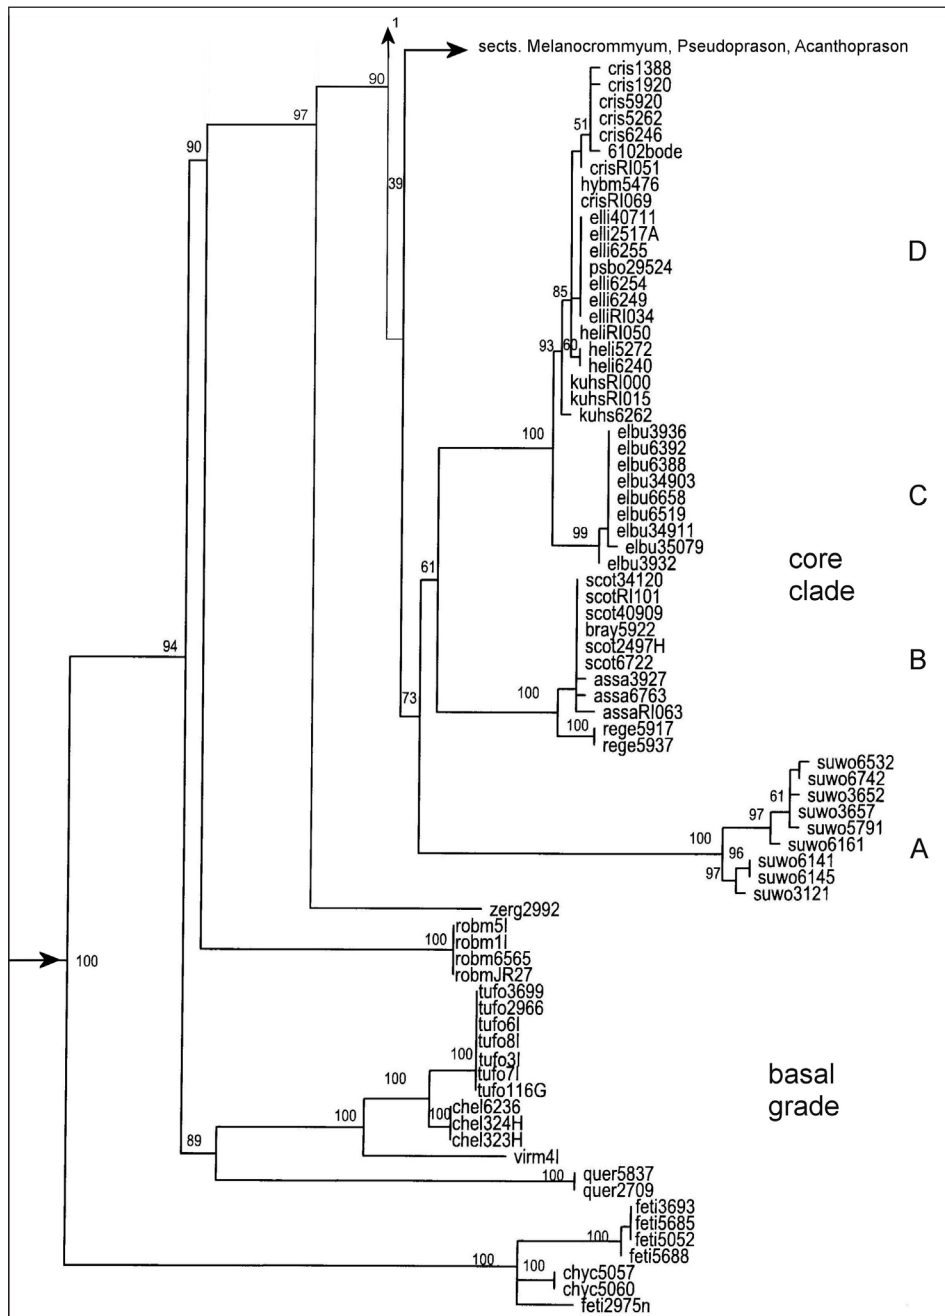 1
sects. Melanocrommyum, Pseudoprason, Acanthoprason
90
cris1388
cris1920
97
cris5920
cris5262
51
cris6246
90
6102bode
crisRI051
39
hybm5476
crisRI069
elli40711
elli2517A
elli6255
D
psbo29524
elli6254
85
elli6249
elliRI034
heliRI050
93
60
heli5272
heli6240
kuhsRI000
kuhsRI015
kuhs6262
100
elbu3936
elbu6392
elbu6388
elbu34903
C
elbu6658
elbu6519
elbu34911
99
elbu35079
elbu3932
core
clade
61
scot34120
scotRI101
scot40909
bray5922
94
scot2497H
scot6722
B
assa3927
100
assa6763
73
assaRI063
100
rege5917
rege5937
suwo6532
suwo6742
61
suwo3652
97
suwo3657
100
suwo5791
96
suwo6161
A
suwo6141
97
suwo6145
suwo3121
zerg2992
robm5I
100
robm1I
100
robm6565
robmJR27
tufo3699
tufo2966
tufo6I
tufo8I
100
tufo3I
100
tufo7I
tufo116G
basal
grade
100
100
chel6236
chel324H
chel323H
89
virm4I
100
quer5837
quer2709
feti3693
feti5685
100
feti5052
feti5688
100
100
chyc5057
chyc5060
feti2975n